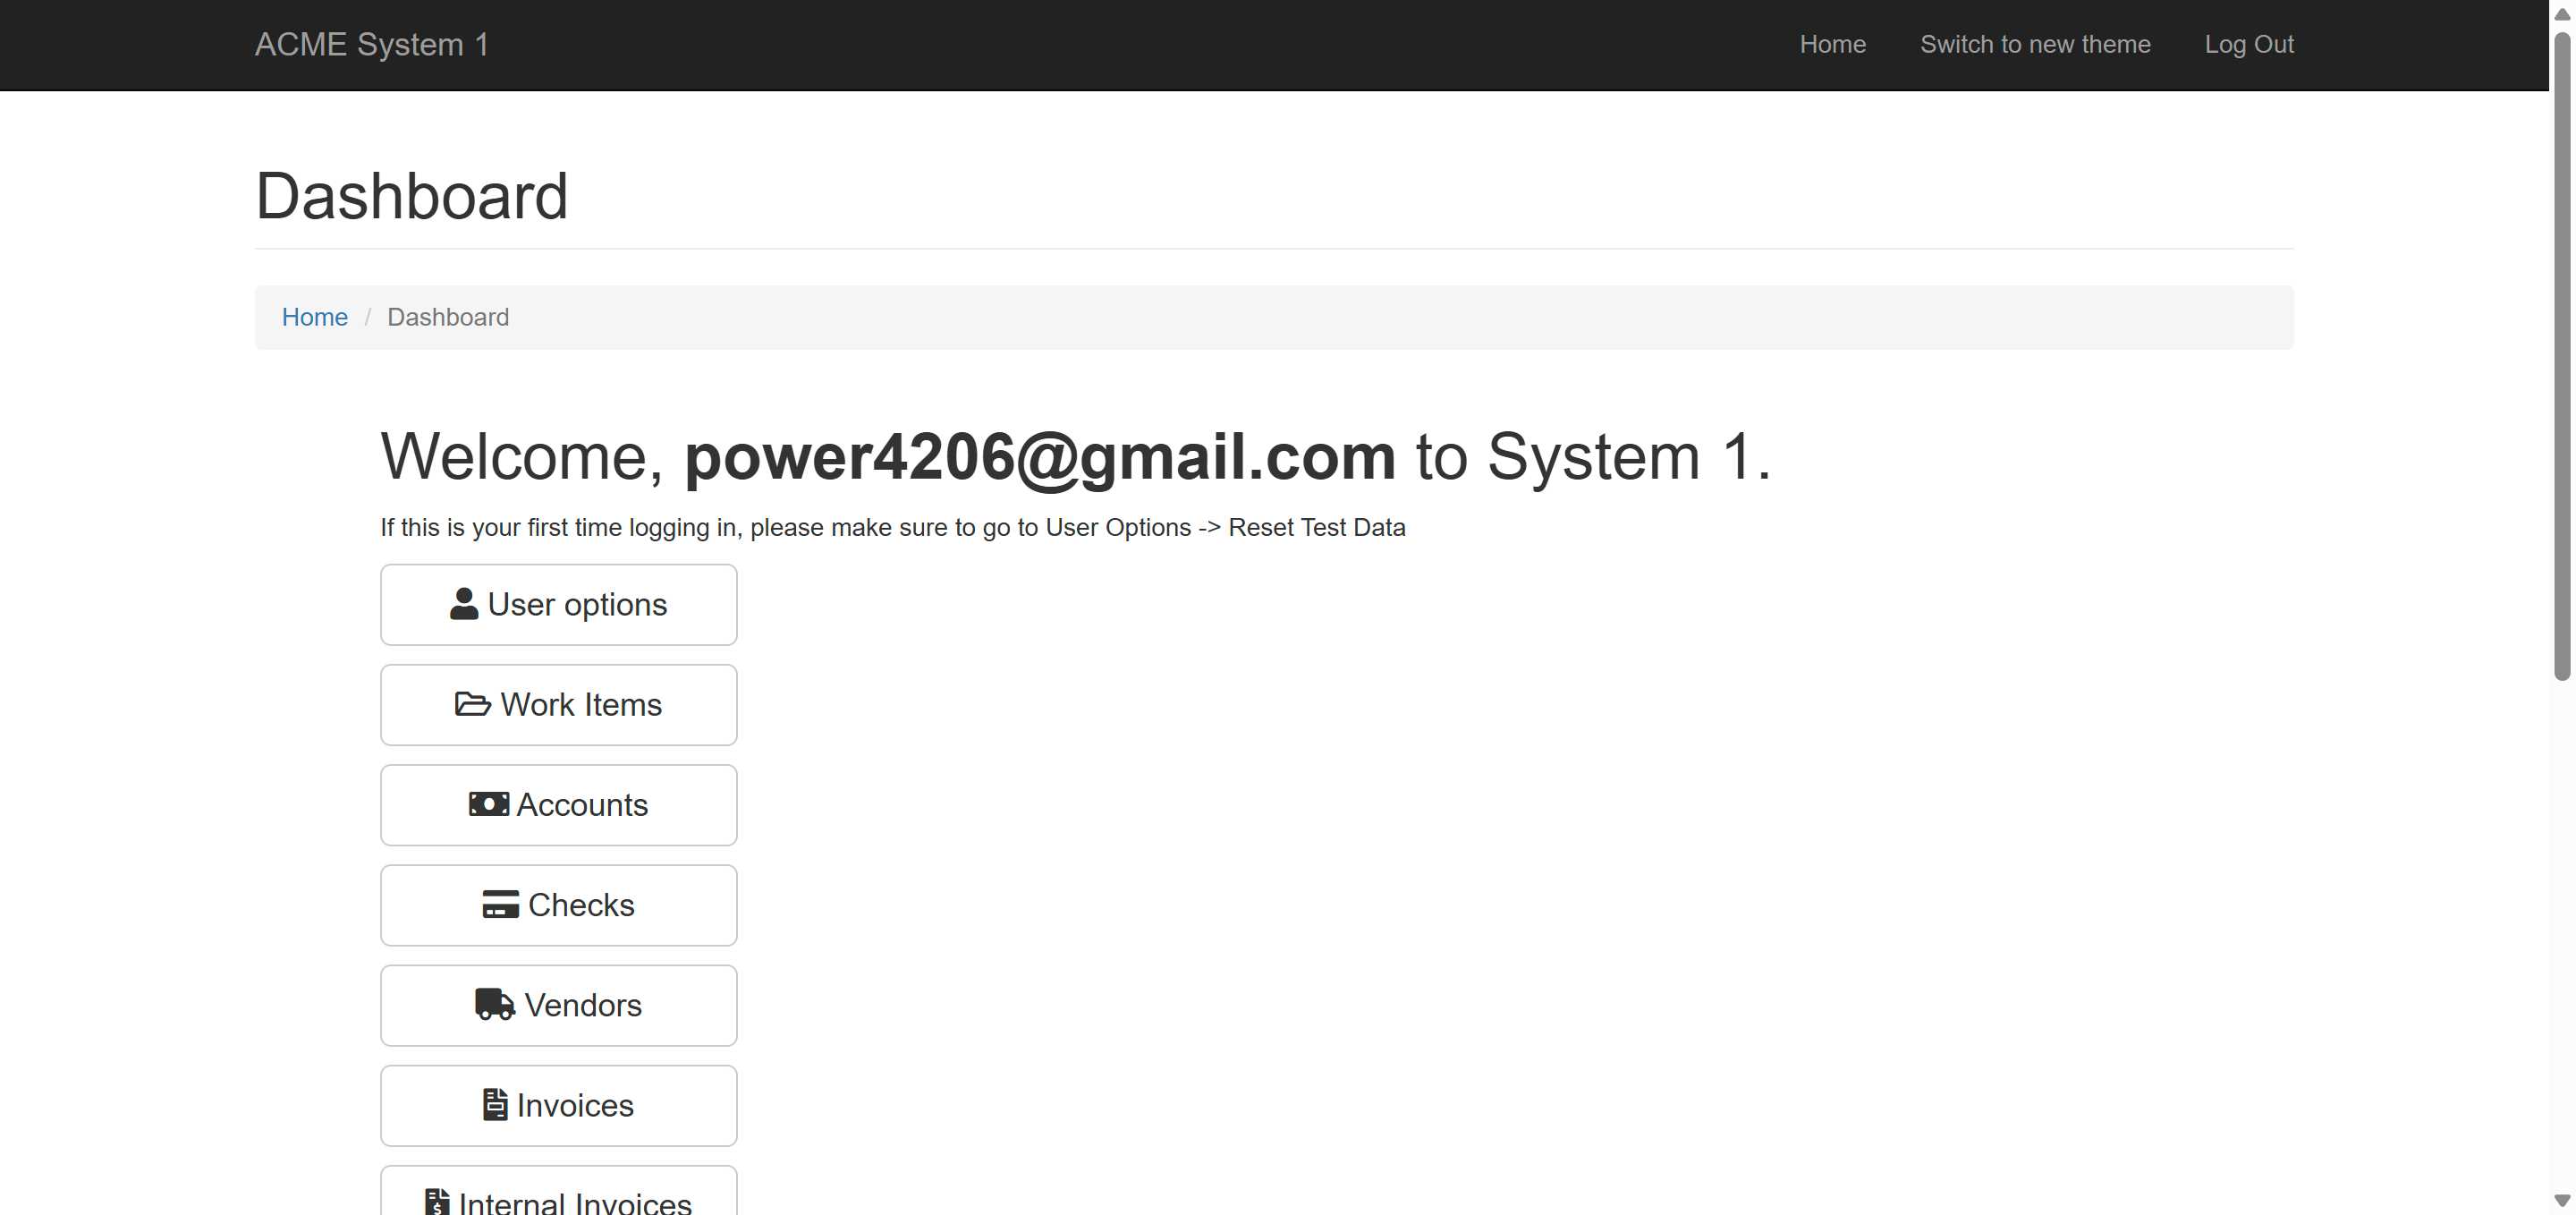 ACME System 1
Home
Switch to new theme
Log Out
Dashboard
Home / Dashboard
Welcome, power4206@gmail.com to System 1.
If this is your first time logging in, please make sure to go to User Options -> Reset Test Data
User options
Work Items
Accounts
Checks
Vendors
Invoices
Internal Invoices